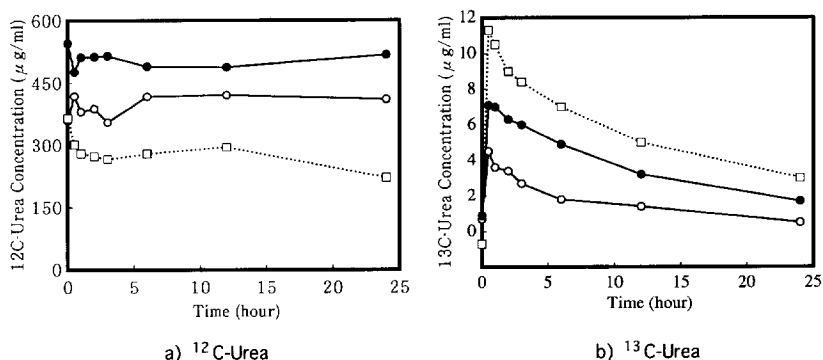 12C-Urea Concentration (μ g/ml)
600
450
300
150
0
0 5 10 15 20 25
Time (hour)
a) ¹²C-Urea
13C-Urea Concentration (μ g/ml)
12
10
8
6
4
2
0
0 5 10 15 20 25
Time (hour)
b) ¹³C-Urea